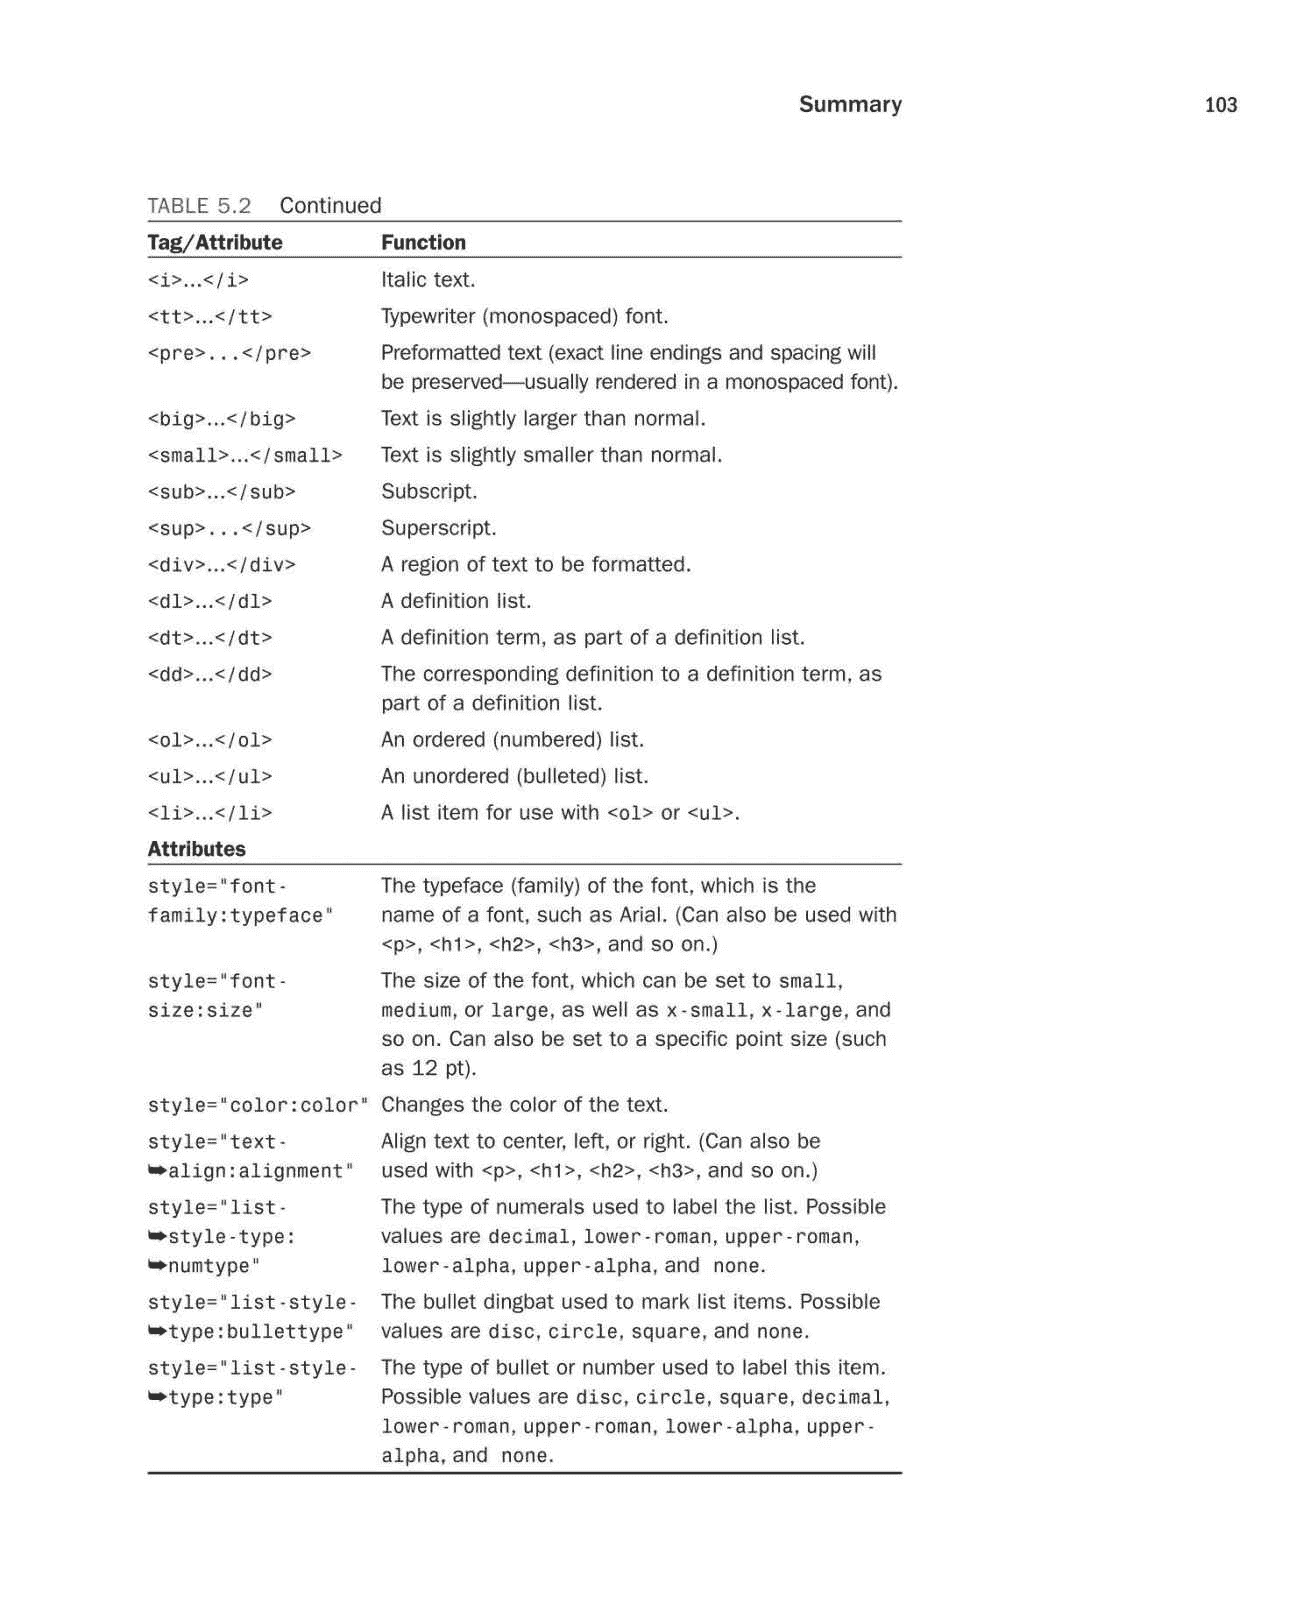 Summary 103
TABLE 5.2 Continued
Tag/Attribute Function
<i>...</i> Italic text.
<tt>...</tt> Typewriter (monospaced) font.
<pre>...</pre> Preformatted text (exact line endings and spacing will
be preserved—usually rendered in a monospaced font).
<big>...</big> Text is slightly larger than normal.
<small>...</small> Text is slightly smaller than normal.
<sub>...</sub> Subscript.
<sup>...</sup> Superscript.
<div>...</div> A region of text to be formatted.
<dl>...</dl> A definition list.
<dt>...</dt> A definition term, as part of a definition list.
<dd>...</dd> The corresponding definition to a definition term, as
part of a definition list.
<ol>...</ol> An ordered (numbered) list.
<ul>...</ul> An unordered (bulleted) list.
<li>...</li> A list item for use with <ol> or <ul>.
Attributes
style="font- The typeface (family) of the font, which is the
family:typeface" name of a font, such as Arial. (Can also be used with
<p>, <h1>, <h2>, <h3>, and so on.)
style="font- The size of the font, which can be set to small,
size:size" medium, or large, as well as x-small, x-large, and
so on. Can also be set to a specific point size (such
as 12 pt).
style="color:color" Changes the color of the text.
style="text- Align text to center, left, or right. (Can also be
➥align:alignment" used with <p>, <h1>, <h2>, <h3>, and so on.)
style="list- The type of numerals used to label the list. Possible
➥style-type: values are decimal, lower-roman, upper-roman,
➥numtype" lower-alpha, upper-alpha, and none.
style="list-style- The bullet dingbat used to mark list items. Possible
➥type:bullettype" values are disc, circle, square, and none.
style="list-style- The type of bullet or number used to label this item.
➥type:type" Possible values are disc, circle, square, decimal,
lower-roman, upper-roman, lower-alpha, upper-
alpha, and none.